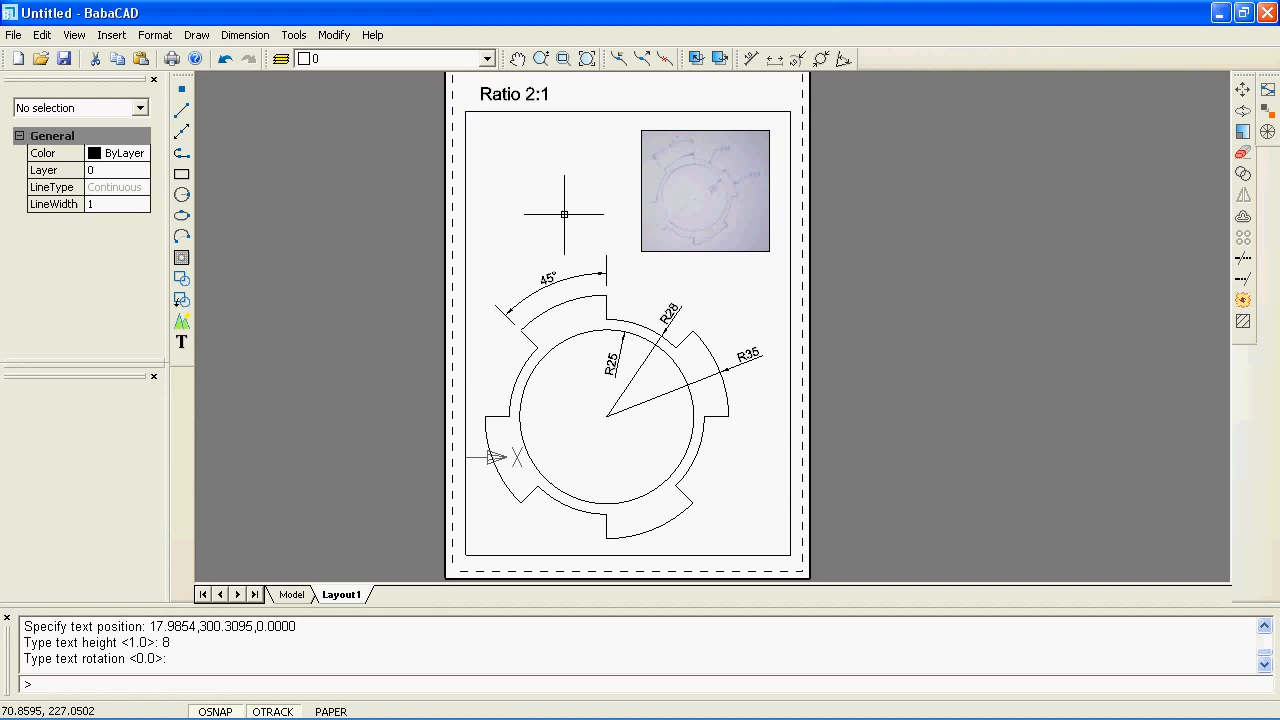 Untitled - BabaCAD
File Edit View Insert Format Draw Dimension Tools Modify Help
0
No selection
General
Color ByLayer
Layer 0
LineType Continuous
LineWidth 1
T
Ratio 2:1
45°
R28
R25
R35
X
Model Layout1
Specify text position: 17.9854,300.3095,0.0000
Type text height <1.0>: 8
Type text rotation <0.0>:
>
70.8595, 227.0502 OSNAP OTRACK PAPER